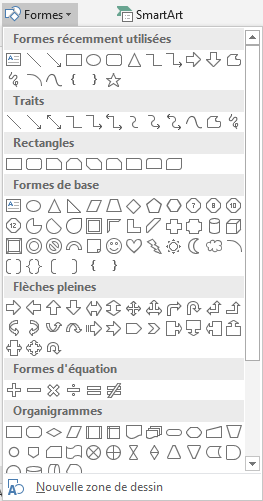 Formes SmartArt
Formes récemment utilisées
Traits
Rectangles
Formes de base
7 8 10
12
Flèches pleines
Formes d'équation
Organigrammes
Nouvelle zone de dessin